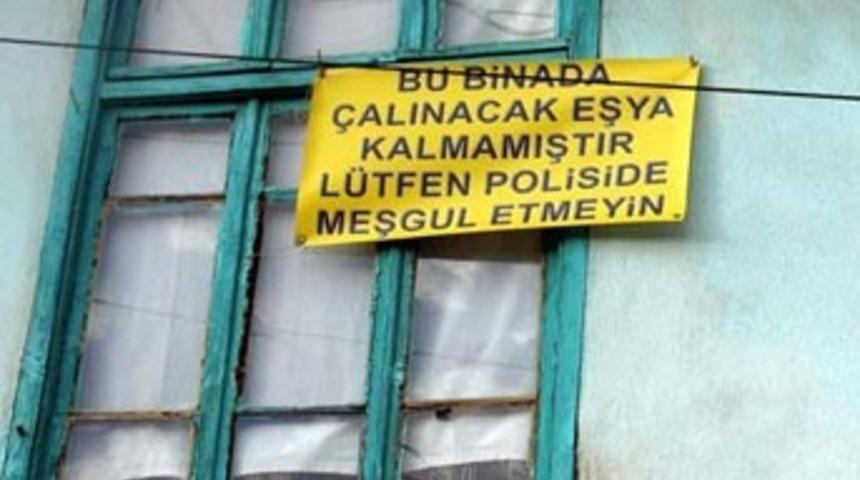 BU BİNADA
ÇALINACAK EŞYA
KALMAMIŞTIR
LÜTFEN POLİSİDE
MEŞGUL ETMEYİN